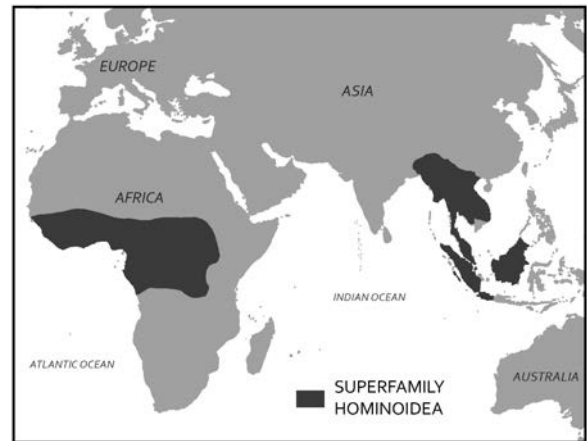 EUROPE
ASIA
AFRICA
INDIAN OCEAN
ATLANTIC OCEAN
AUSTRALIA
SUPERFAMILY
HOMINOIDEA